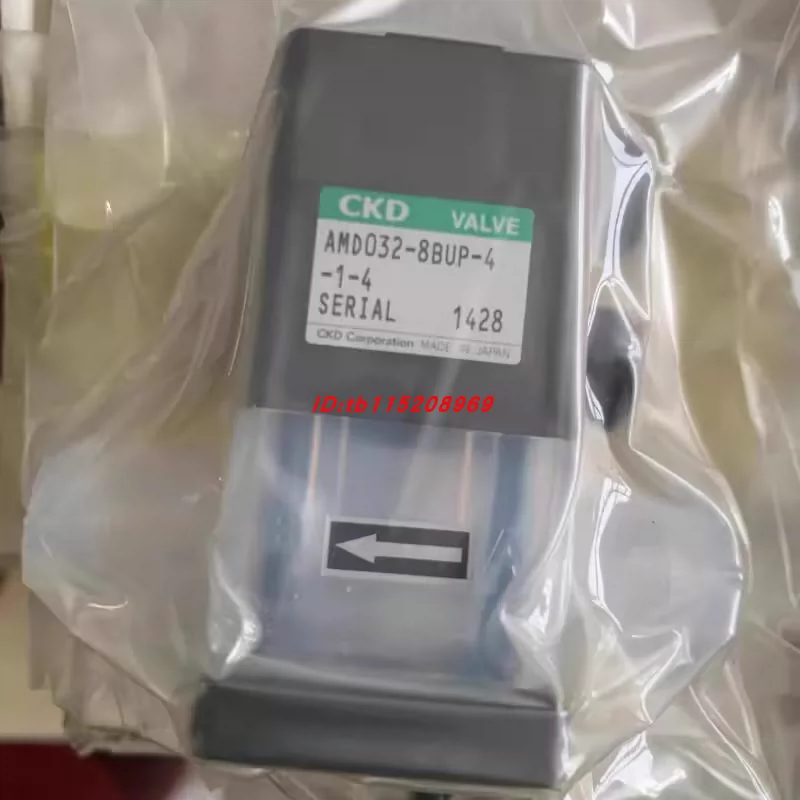 CKD VALVE
AMD032-8BUP-4
-1-4
SERIAL 1428
CKD Corporation MADE IN JAPAN
ID:tb115208969